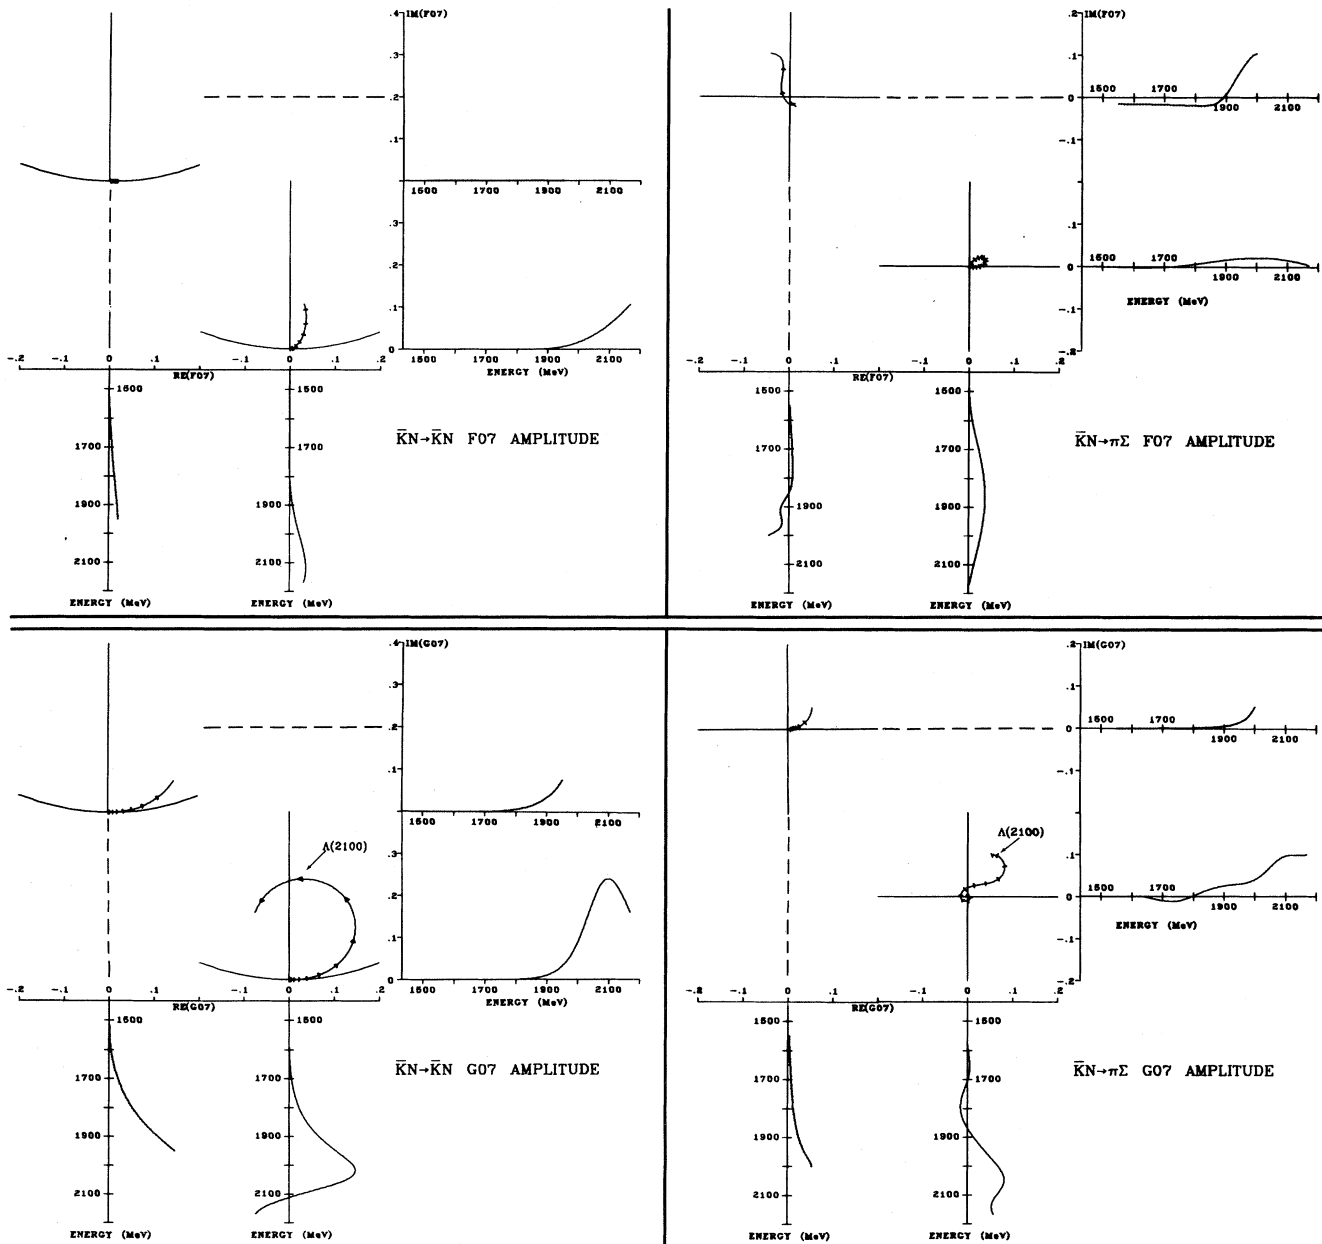 .4 IM(F07)
.3
.2
.1
1500 1700 1900 2100
.3
.2
.1
0
1500 1700 1900 2100
ENERGY (MeV)
-.2 -.1 0 .1 -.1 0 .1 .2
RE(F07)
1500 1500
1700 1700
1900 1900
2100 2100
ENERGY (MeV) ENERGY (MeV)
K̄N→K̄N F07 AMPLITUDE
.2 IM(F07)
.1
0
-.1
1500 1700 1900 2100
.1
0
-.1
-.2
1500 1700 1900 2100
ENERGY (MeV)
-.2 -.1 0 .1 -.1 0 .1 .2
RE(F07)
1500 1500
1700 1700
1900 1900
2100 2100
ENERGY (MeV) ENERGY (MeV)
K̄N→πΣ F07 AMPLITUDE
.4 IM(G07)
.3
.2
.1
1500 1700 1900 2100
Λ(2100)
.3
.2
.1
0
1500 1700 1900 2100
ENERGY (MeV)
-.2 -.1 0 .1 -.1 0 .1 .2
RE(G07)
1500 1500
1700 1700
1900 1900
2100 2100
ENERGY (MeV) ENERGY (MeV)
K̄N→K̄N G07 AMPLITUDE
.2 IM(G07)
.1
0
-.1
1500 1700 1900 2100
Λ(2100)
.1
0
-.1
-.2
1500 1700 1900 2100
ENERGY (MeV)
-.2 -.1 0 .1 -.1 0 .1 .2
RE(G07)
1500 1500
1700 1700
1900 1900
2100 2100
ENERGY (MeV) ENERGY (MeV)
K̄N→πΣ G07 AMPLITUDE